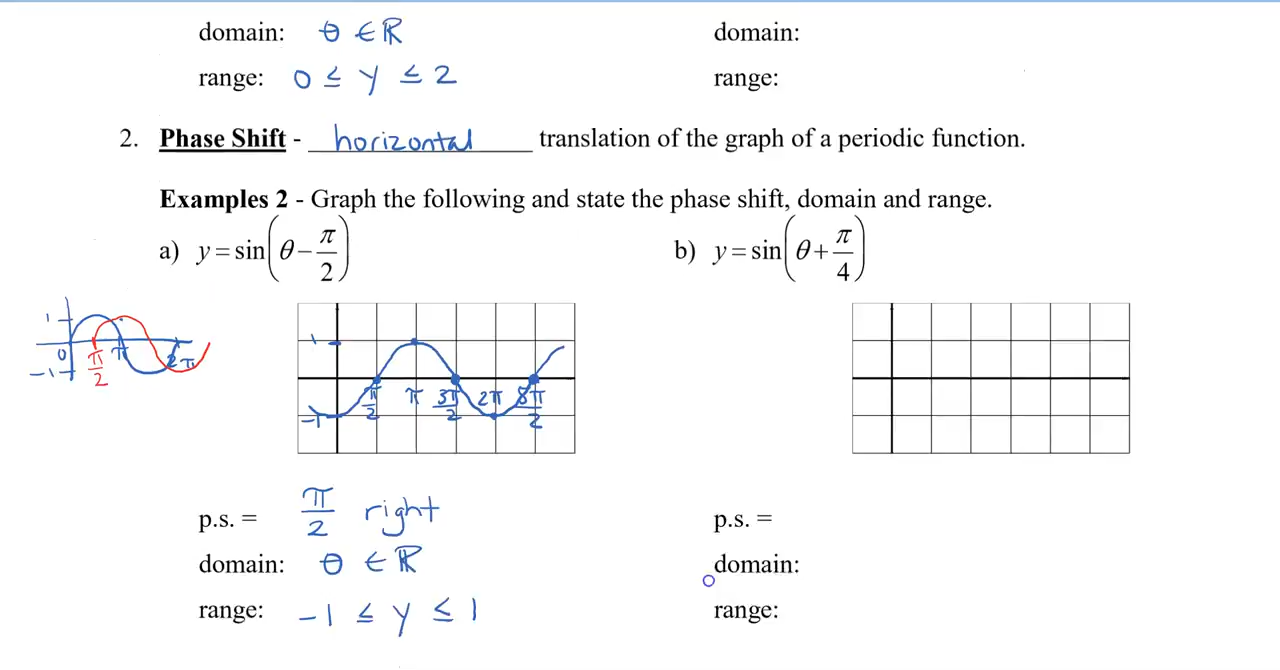 domain: θ ∈ ℝ
domain:
range: 0 ≤ y ≤ 2
range:
2. Phase Shift - horizontal translation of the graph of a periodic function.
Examples 2 - Graph the following and state the phase shift, domain and range.
a) y = sin(θ − π/2)
b) y = sin(θ + π/4)
1
0 π/2 π 2π
-1
1
π/2 π 3π/2 2π 5π/2
-1
p.s. = π/2 right
p.s. =
domain: θ ∈ ℝ
domain:
range: -1 ≤ y ≤ 1
range: